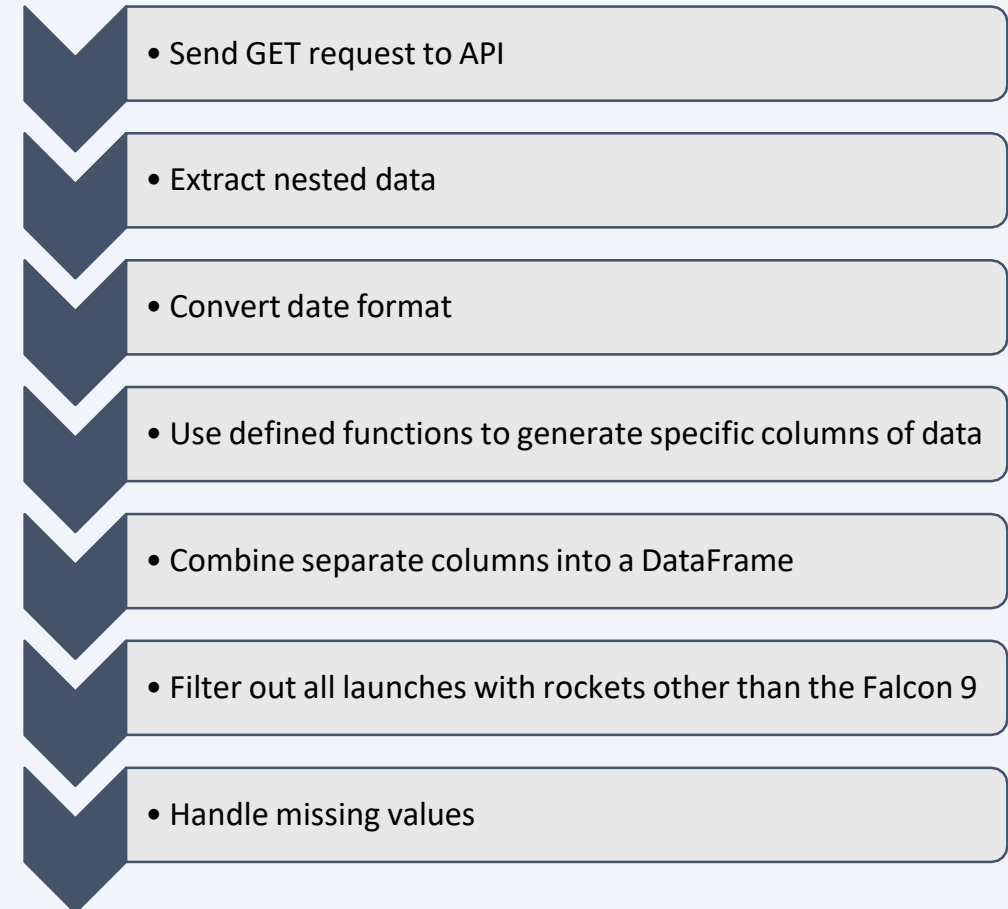 • Send GET request to API
• Extract nested data
• Convert date format
• Use defined functions to generate specific columns of data
• Combine separate columns into a DataFrame
• Filter out all launches with rockets other than the Falcon 9
• Handle missing values